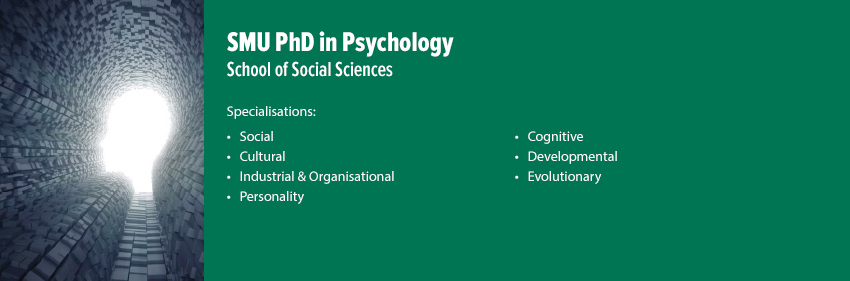 SMU PhD in Psychology
School of Social Sciences
Specialisations:
• Social
• Cultural
• Industrial & Organisational
• Personality
• Cognitive
• Developmental
• Evolutionary